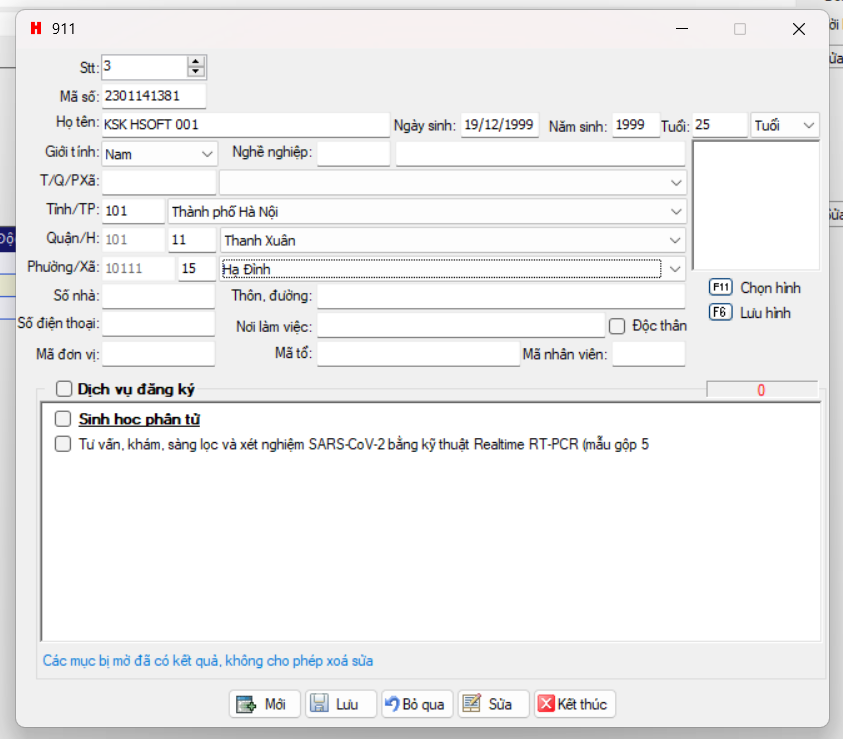 H 911
Stt: 3
Mã số: 2301141381
Họ tên: KSK HSOFT 001 Ngày sinh: 19/12/1999 Năm sinh: 1999 Tuổi: 25 Tuổi
Giới tính: Nam Nghề nghiệp:
T/Q/PXã:
Tỉnh/TP: 101 Thành phố Hà Nội
Quận/H: 101 11 Thanh Xuân
Phường/Xã: 10111 15 Hạ Đình
F11 Chọn hình
Số nhà: Thôn, đường:
F6 Lưu hình
Số điện thoại: Nơi làm việc: Độc thân
Mã đơn vị: Mã tổ: Mã nhân viên:
Dịch vụ đăng ký 0
Sinh học phân tử
Tư vấn, khám, sàng lọc và xét nghiệm SARS-CoV-2 bằng kỹ thuật Realtime RT-PCR (mẫu gộp 5
Các mục bị mờ đã có kết quả, không cho phép xoá sửa
Mới Lưu Bỏ qua Sửa Kết thúc